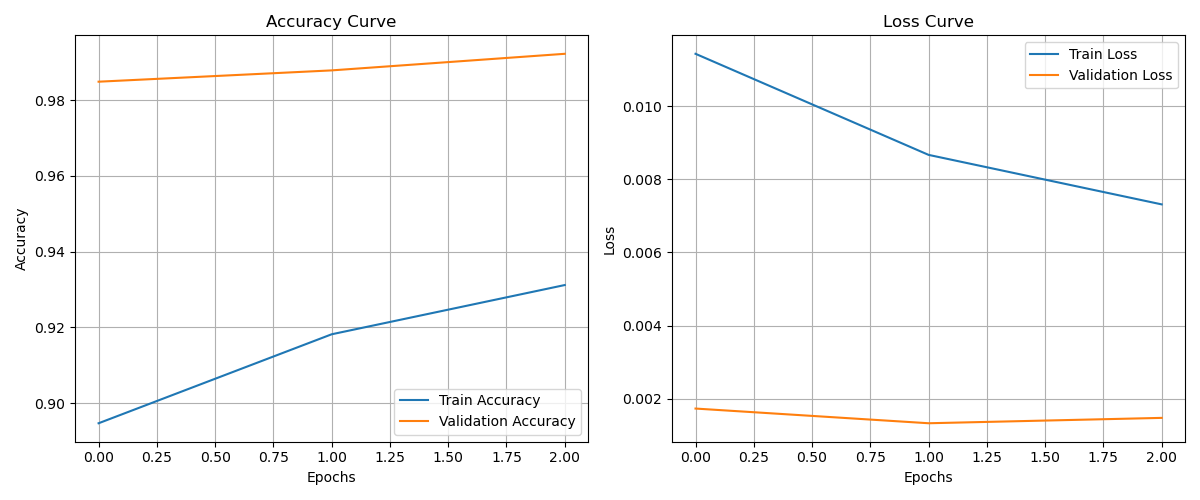 Accuracy Curve
Accuracy
0.98
0.96
0.94
0.92
0.90
Train Accuracy
Validation Accuracy
0.00 0.25 0.50 0.75 1.00 1.25 1.50 1.75 2.00
Epochs
Loss Curve
Loss
0.010
0.008
0.006
0.004
0.002
Train Loss
Validation Loss
0.00 0.25 0.50 0.75 1.00 1.25 1.50 1.75 2.00
Epochs